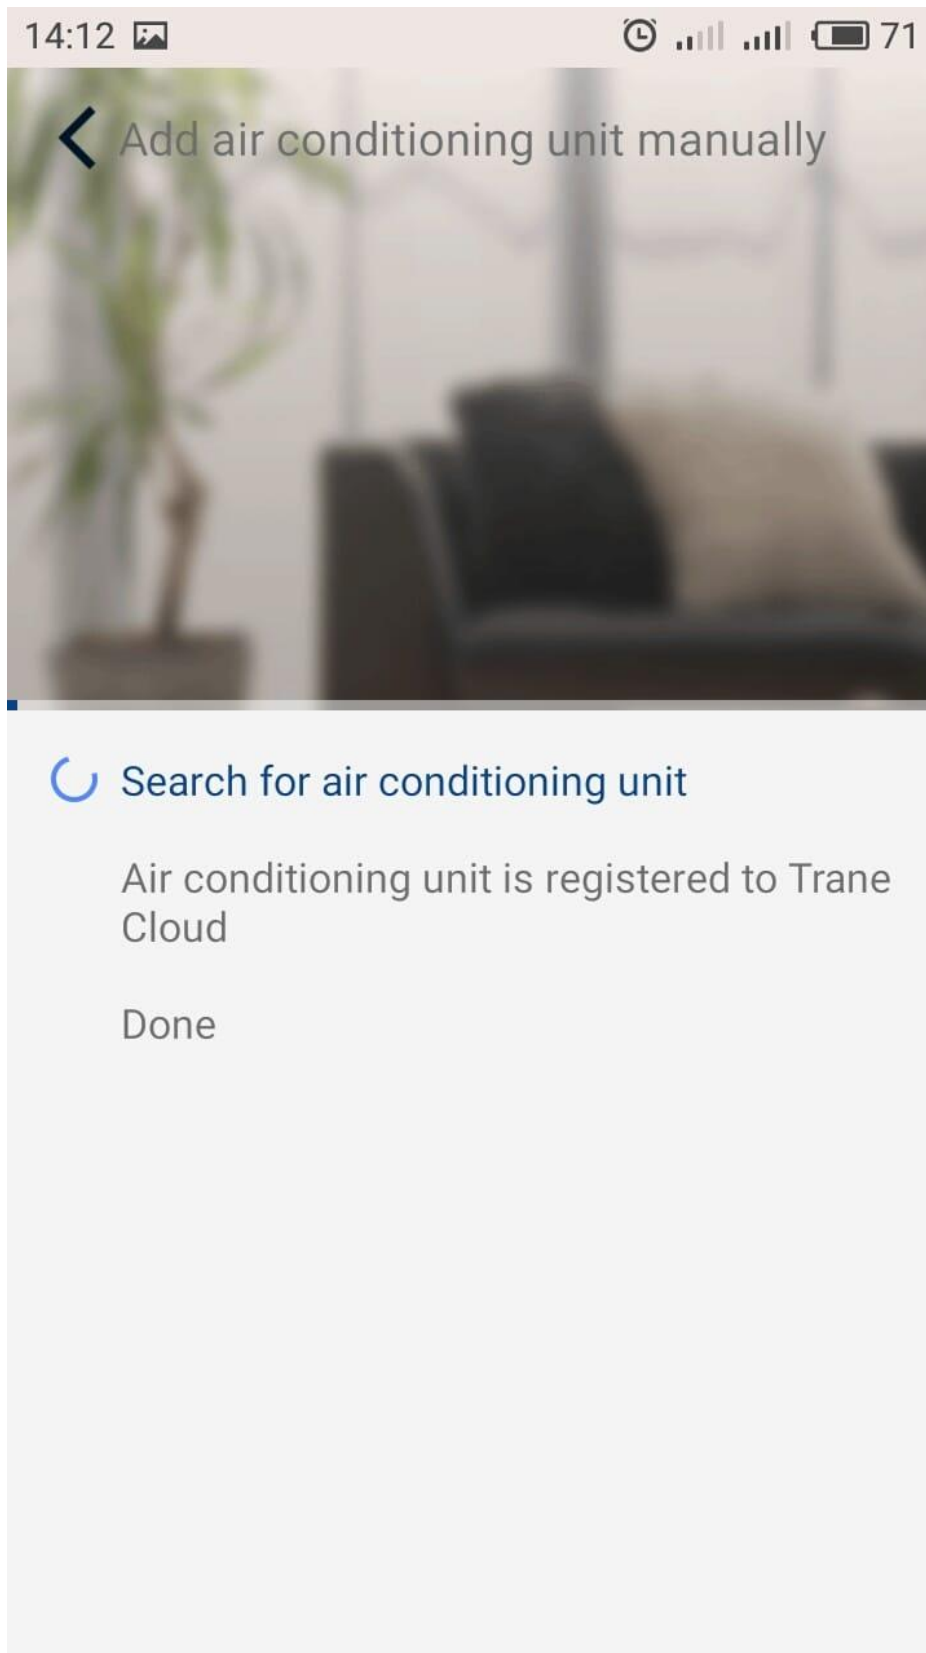 14:12 71
Add air conditioning unit manually
Search for air conditioning unit
Air conditioning unit is registered to Trane
Cloud
Done